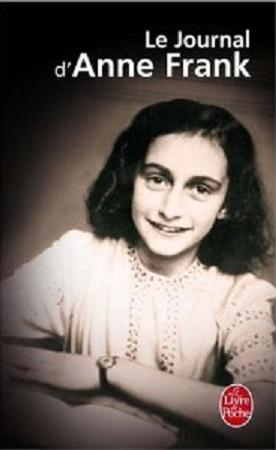 Le Journal
d'Anne Frank
Le
Livre
de
Poche